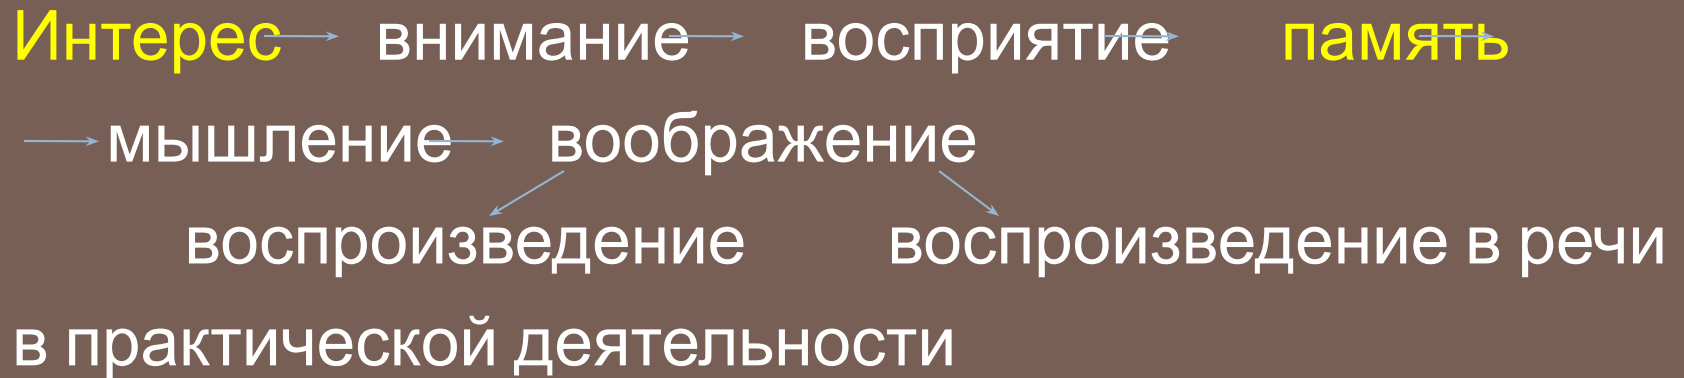 Интерес внимание восприятие память
мышление воображение
воспроизведение воспроизведение в речи
в практической деятельности